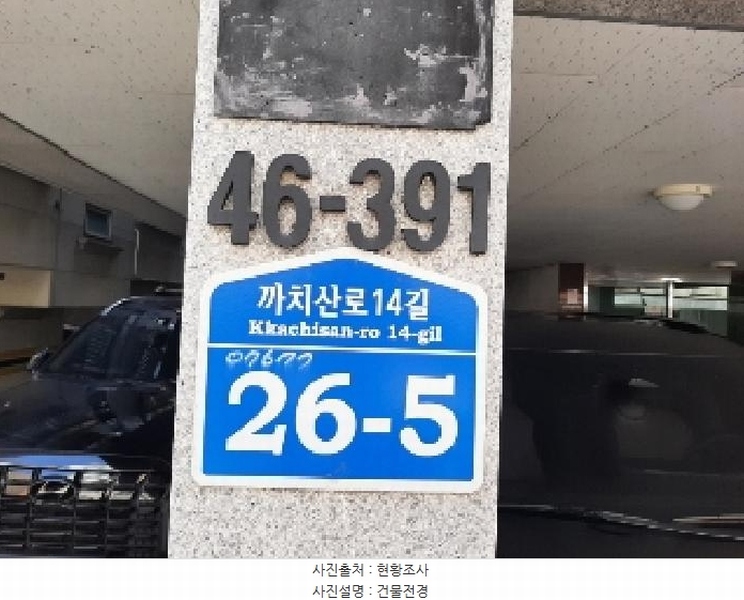 46-391
까치산로14길
Kkachisan-ro 14-gil
07677
26-5
사진출처 : 현황조사
사진설명 : 건물전경